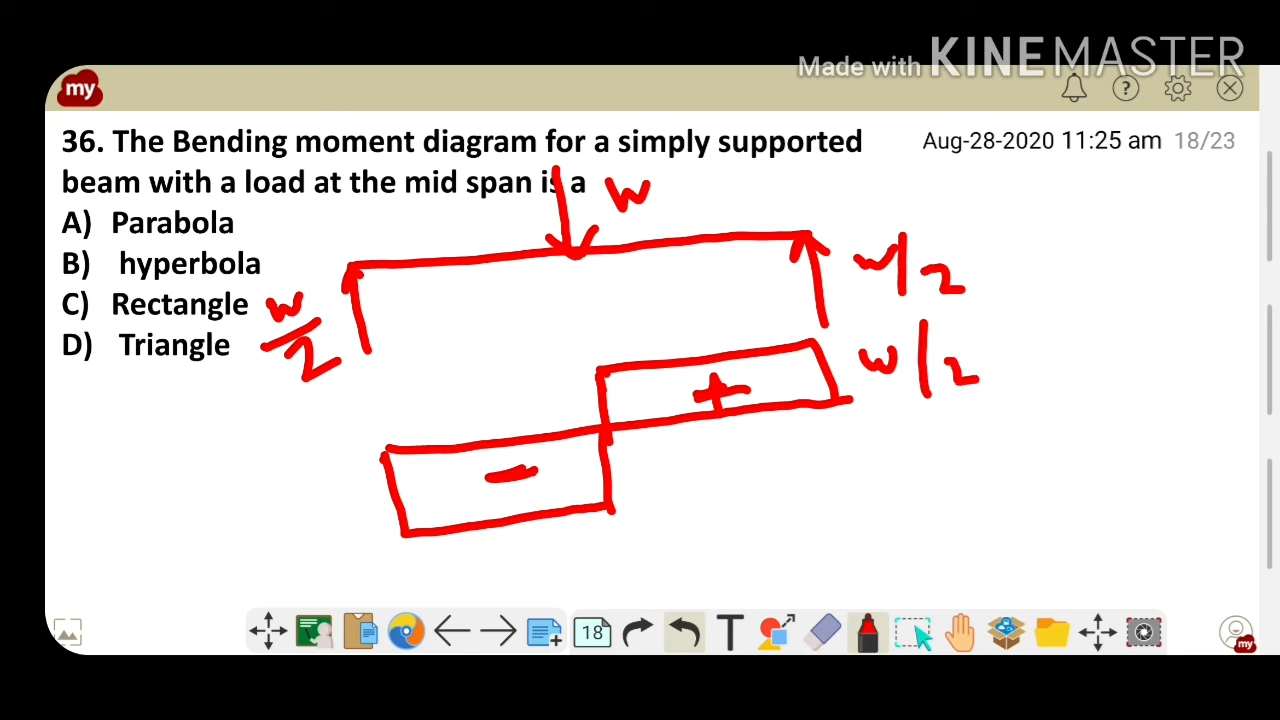 Made with KINEMASTER
my
36. The Bending moment diagram for a simply supported
beam with a load at the mid span is a
Aug-28-2020 11:25 am 18/23
A) Parabola
B) hyperbola
C) Rectangle
D) Triangle
W
W/2
W/2
W/2
+
-
18
T
my